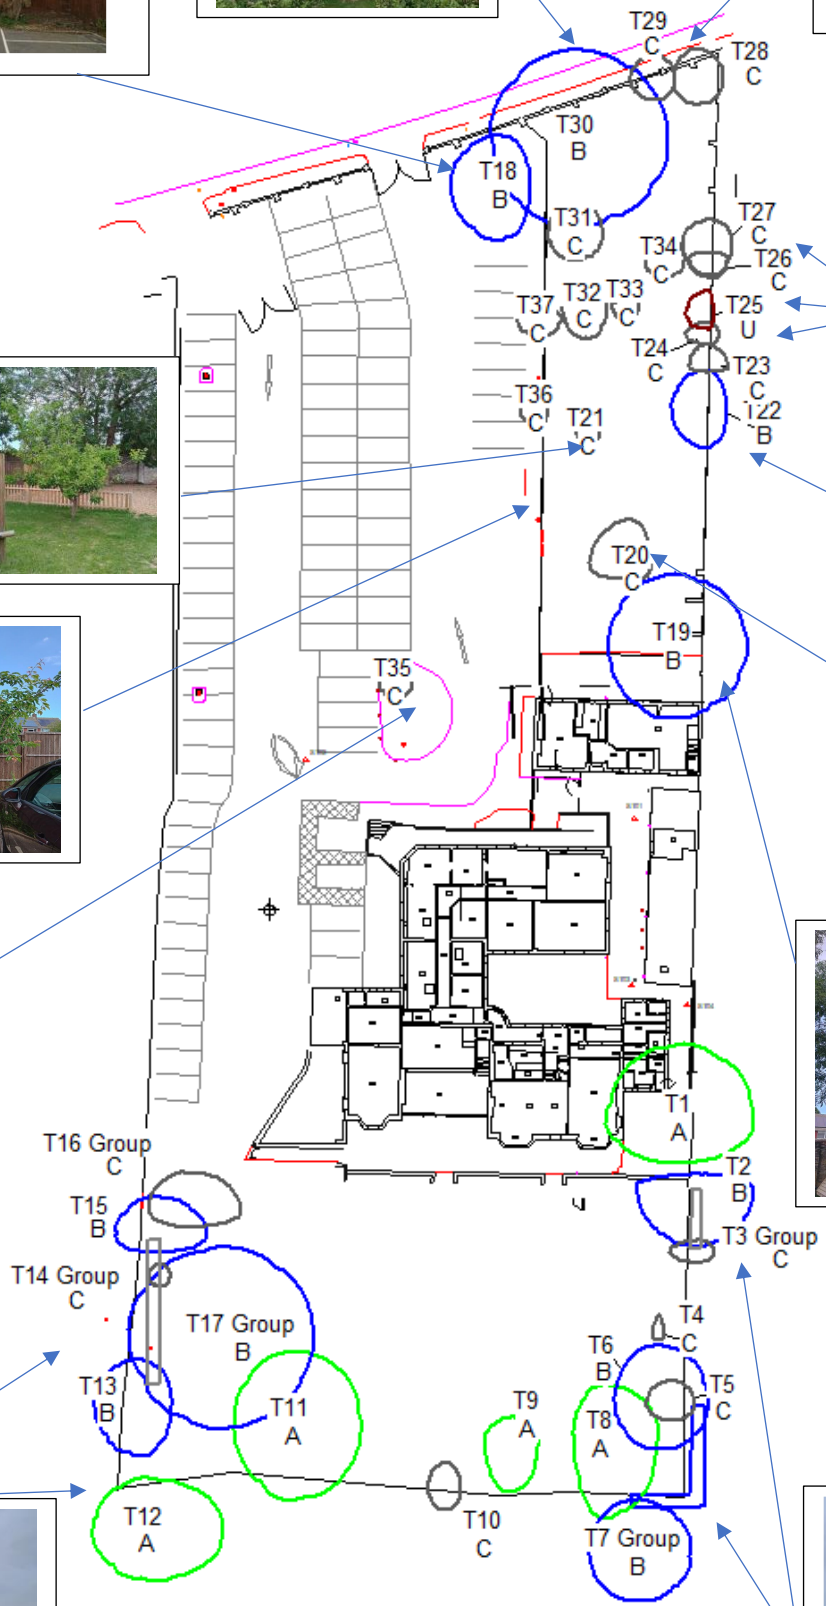 T29
C
T28
C
T30
B
T18
B
T31
C
T27
C
T34
C
T26
C
T37
C
T32
C
T33
C
T25
U
T24
C
T23
C
T22
B
T36
C
T21
C
T20
C
T19
B
T35
C
T1
A
T2
B
T3 Group
C
T16 Group
C
T15
B
T14 Group
C
T17 Group
B
T4
C
T6
B
T5
C
T13
B
T11
A
T9
A
T8
A
T12
A
T10
C
T7 Group
B